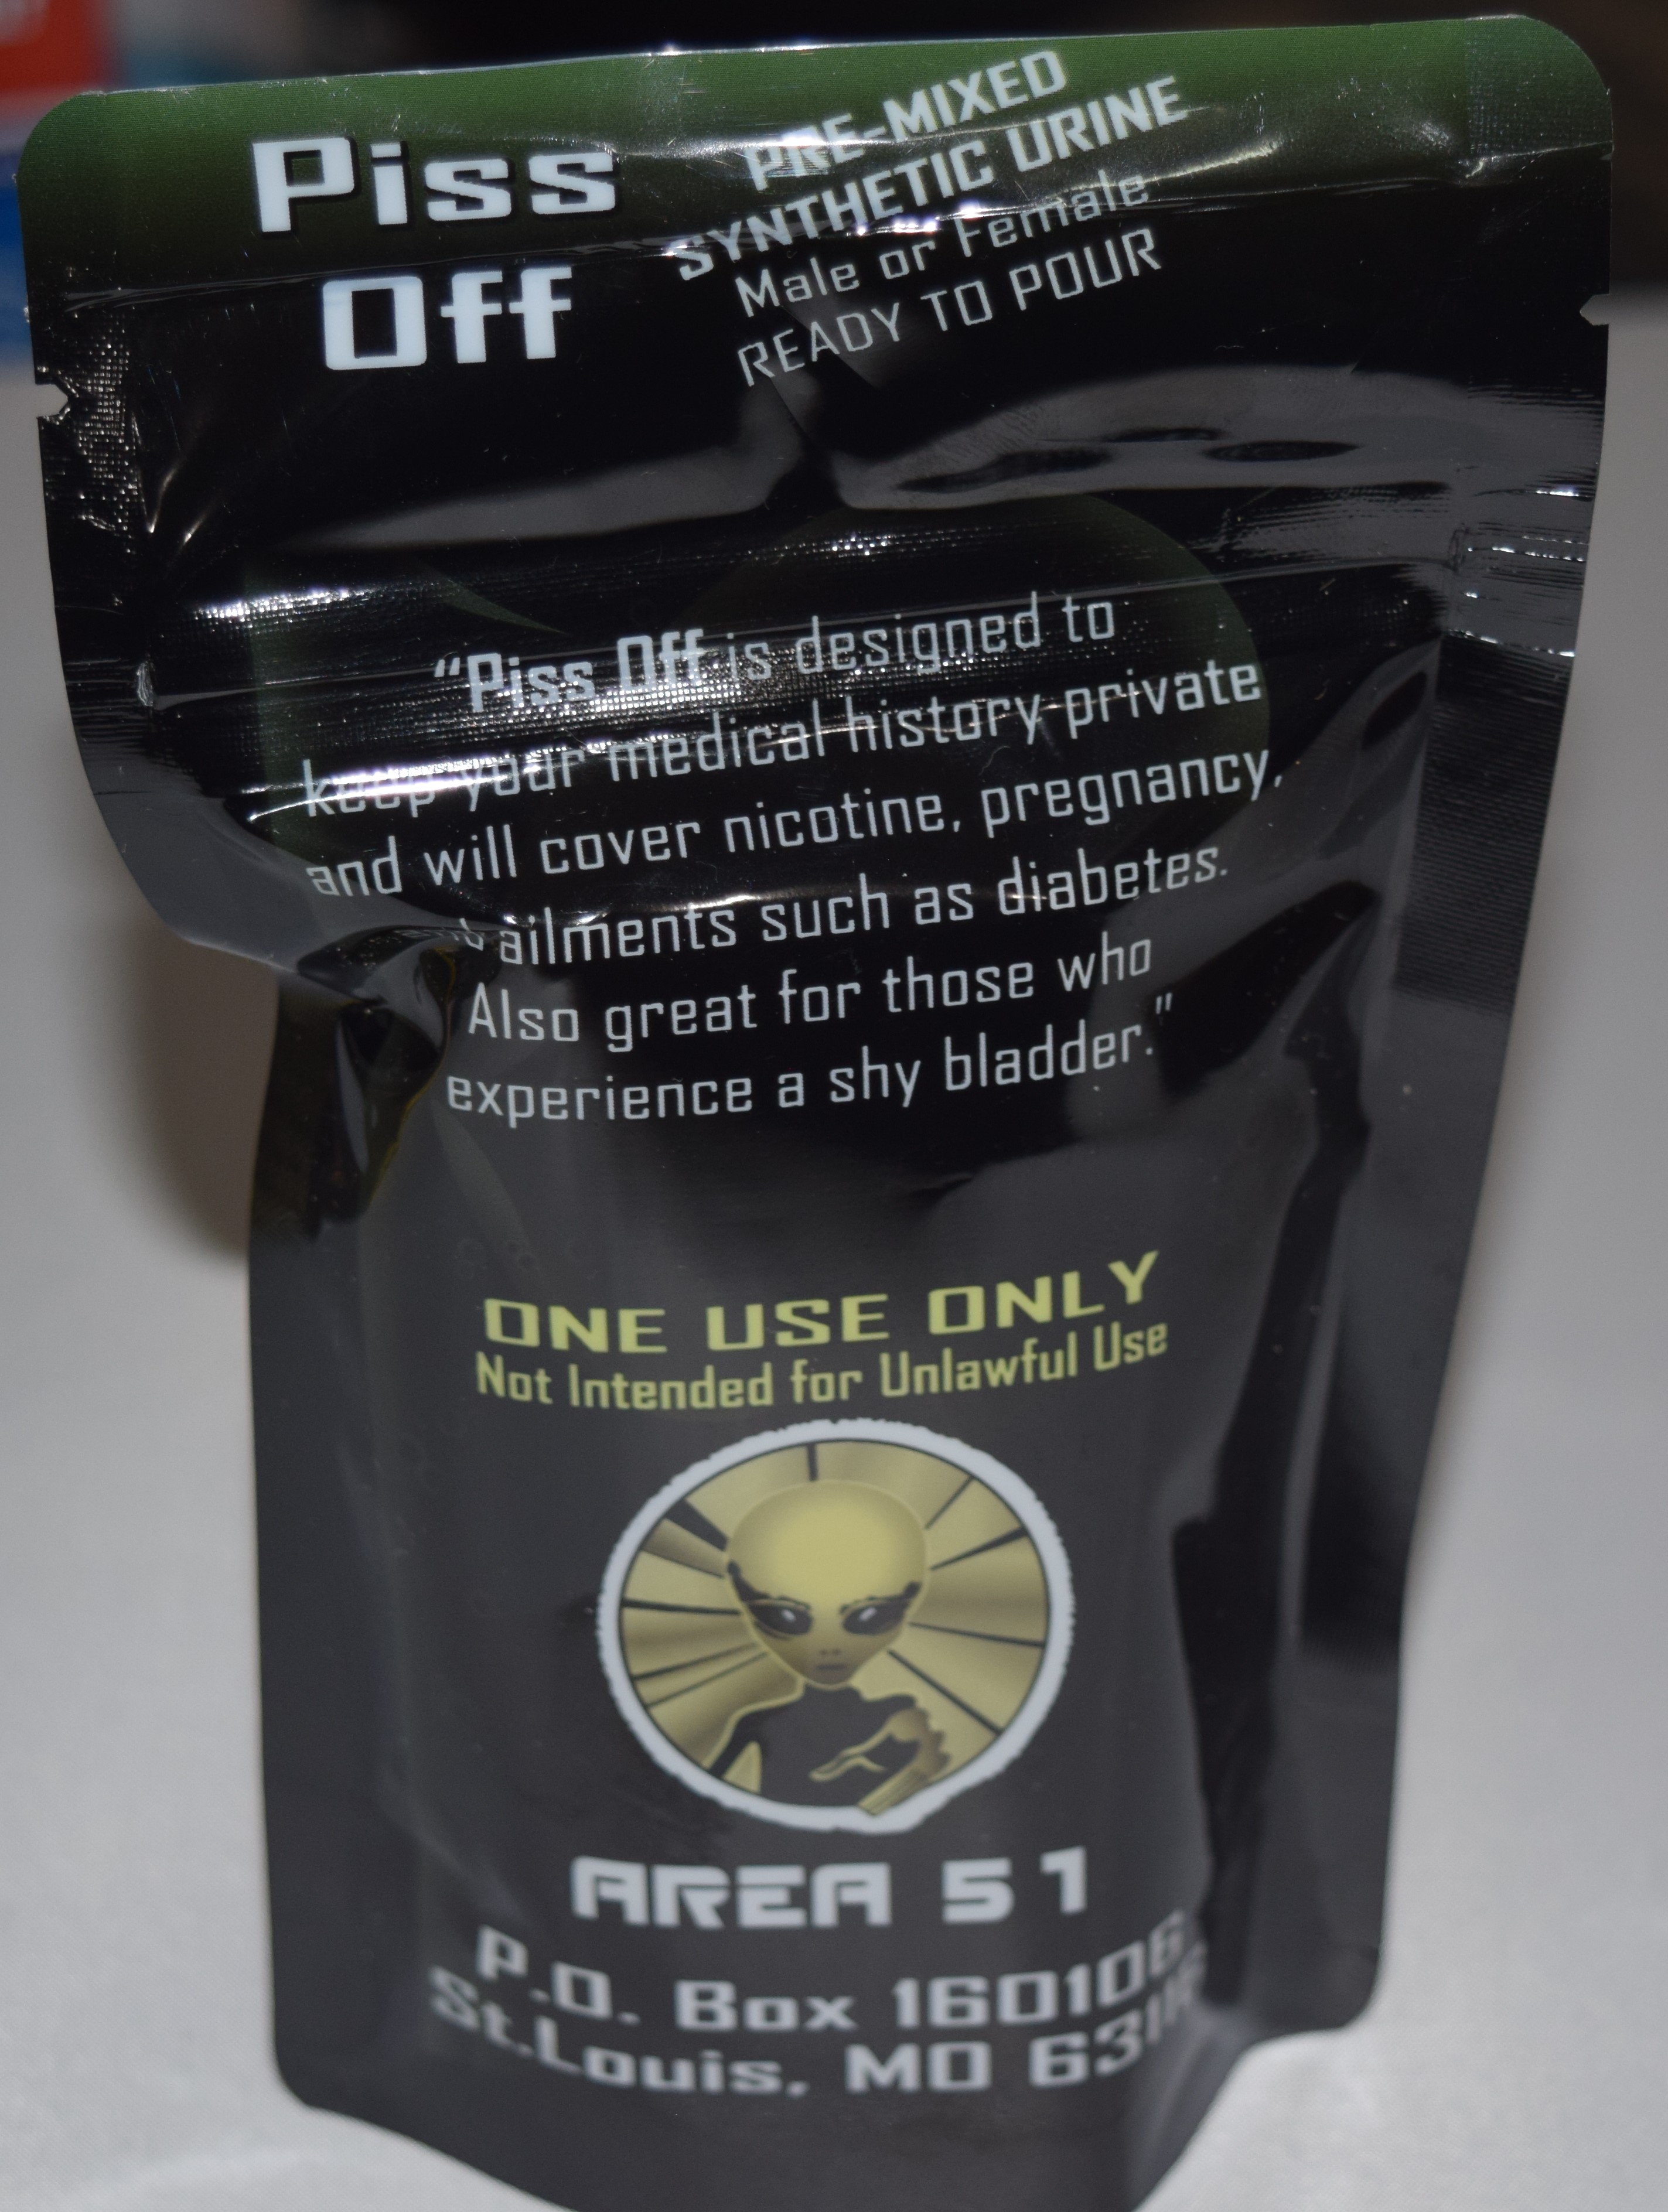 Piss
Off
PRE-MIXED
SYNTHETIC URINE
Male or Female
READY TO POUR
“Piss Off is designed to
keep your medical history private
and will cover nicotine, pregnancy,
ailments such as diabetes.
Also great for those who
experience a shy bladder.”
ONE USE ONLY
Not Intended for Unlawful Use
AREA 51
P.O. Box 160106
St.Louis, MO